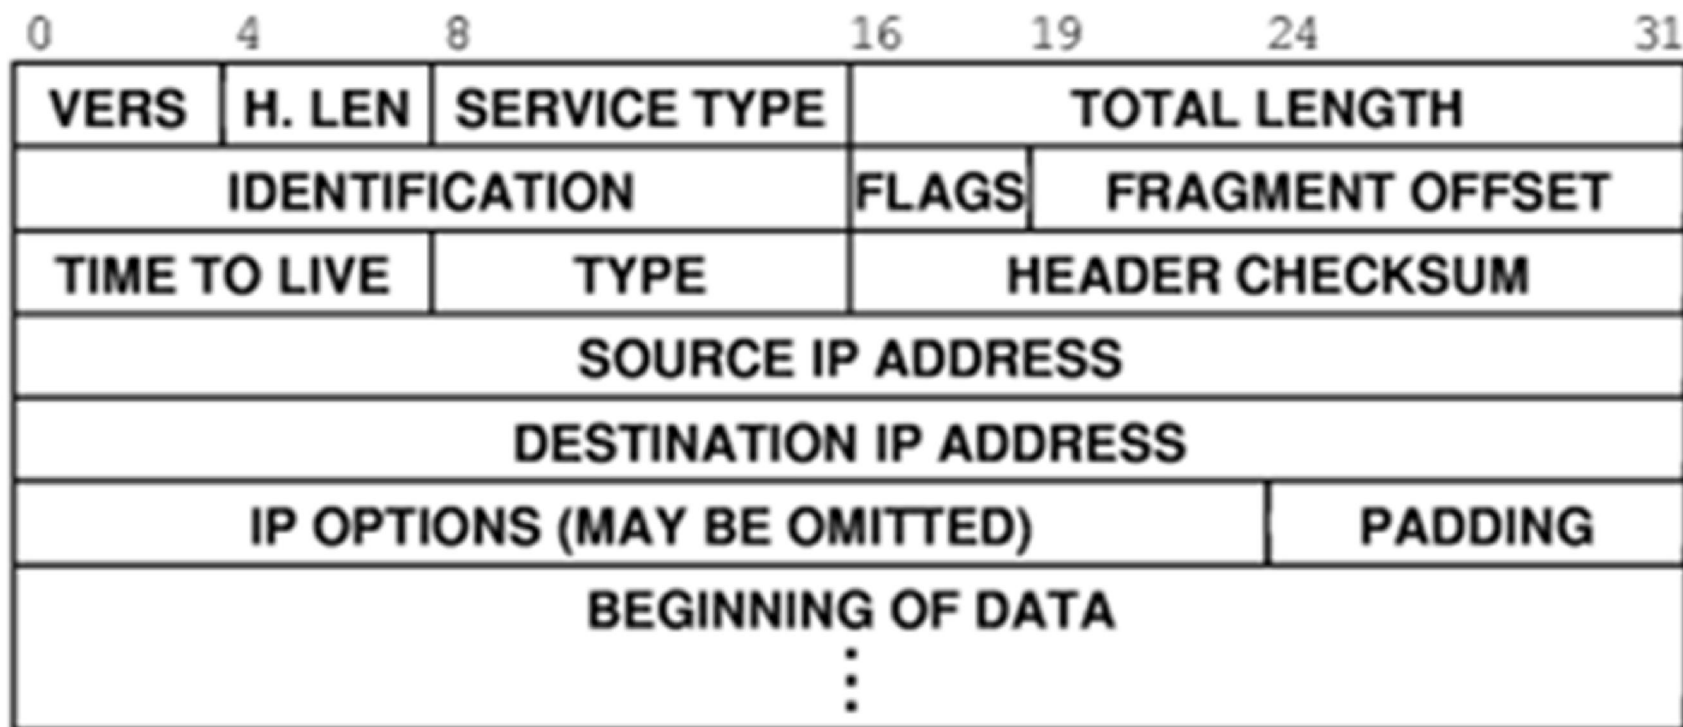 0 4 8 16 19 24 31
VERS H. LEN SERVICE TYPE TOTAL LENGTH
IDENTIFICATION FLAGS FRAGMENT OFFSET
TIME TO LIVE TYPE HEADER CHECKSUM
SOURCE IP ADDRESS
DESTINATION IP ADDRESS
IP OPTIONS (MAY BE OMITTED) PADDING
BEGINNING OF DATA